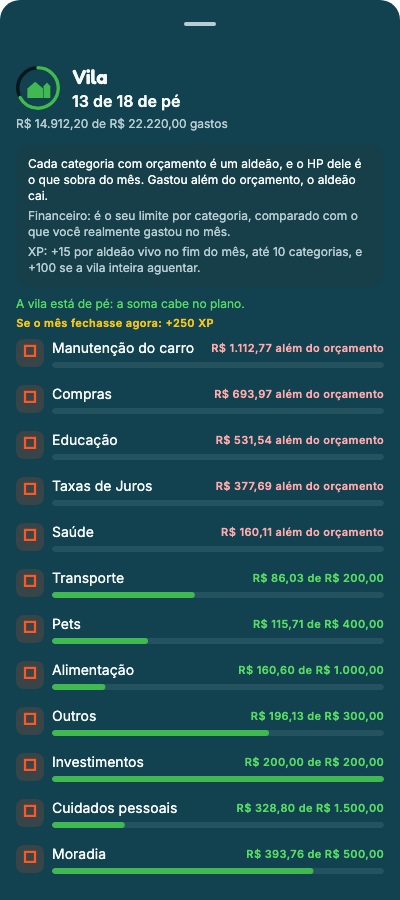 Vila
13 de 18 de pé
R$ 14.912,20 de R$ 22.220,00 gastos
Cada categoria com orçamento é um aldeão, e o HP dele é
o que sobra do mês. Gastou além do orçamento, o aldeão
cai.
Financeiro: é o seu limite por categoria, comparado com o
que você realmente gastou no mês.
XP: +15 por aldeão vivo no fim do mês, até 10 categorias, e
+100 se a vila inteira aguentar.
A vila está de pé: a soma cabe no plano.
Se o mês fechasse agora: +250 XP
Manutenção do carro R$ 1.112,77 além do orçamento
Compras R$ 693,97 além do orçamento
Educação R$ 531,54 além do orçamento
Taxas de Juros R$ 377,69 além do orçamento
Saúde R$ 160,11 além do orçamento
Transporte R$ 86,03 de R$ 200,00
Pets R$ 115,71 de R$ 400,00
Alimentação R$ 160,60 de R$ 1.000,00
Outros R$ 196,13 de R$ 300,00
Investimentos R$ 200,00 de R$ 200,00
Cuidados pessoais R$ 328,80 de R$ 1.500,00
Moradia R$ 393,76 de R$ 500,00